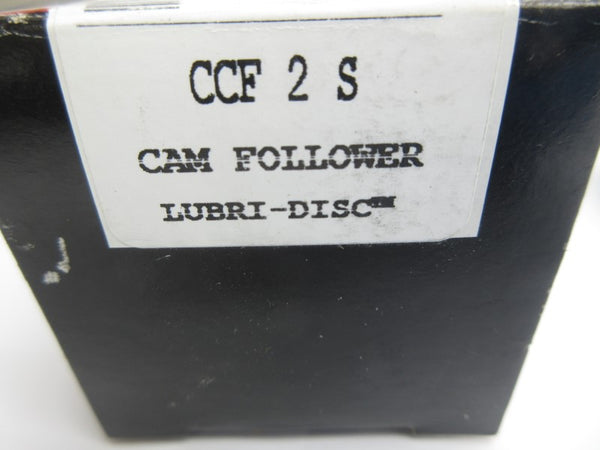 CCF 2 S
CAM FOLLOWER
LUBRI-DISC™